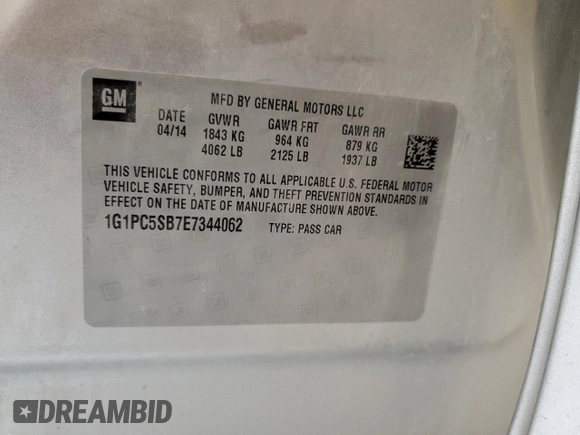 GM
MFD BY GENERAL MOTORS LLC
DATE GVWR GAWR FRT GAWR RR
04/14 1843 KG 964 KG 879 KG
4062 LB 2125 LB 1937 LB
THIS VEHICLE CONFORMS TO ALL APPLICABLE U.S. FEDERAL MOTOR
VEHICLE SAFETY, BUMPER, AND THEFT PREVENTION STANDARDS IN
EFFECT ON THE DATE OF MANUFACTURE SHOWN ABOVE.
1G1PC5SB7E7344062 TYPE: PASS CAR
DREAMBID